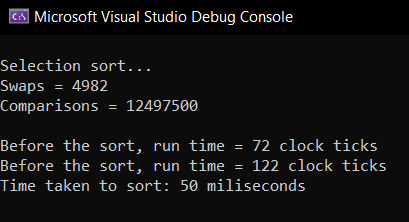 Microsoft Visual Studio Debug Console
Selection sort...
Swaps = 4982
Comparisons = 12497500
Before the sort, run time = 72 clock ticks
Before the sort, run time = 122 clock ticks
Time taken to sort: 50 miliseconds